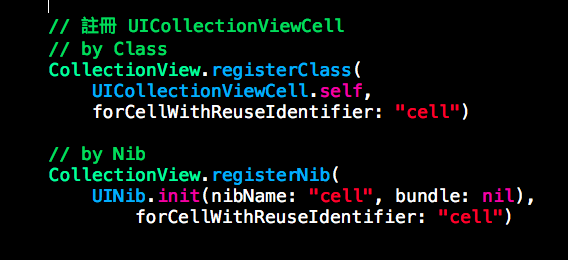 // 註冊 UICollectionViewCell
// by Class
CollectionView.registerClass(
UICollectionViewCell.self,
forCellWithReuseIdentifier: "cell")
// by Nib
CollectionView.registerNib(
UINib.init(nibName: "cell", bundle: nil),
forCellWithReuseIdentifier: "cell")